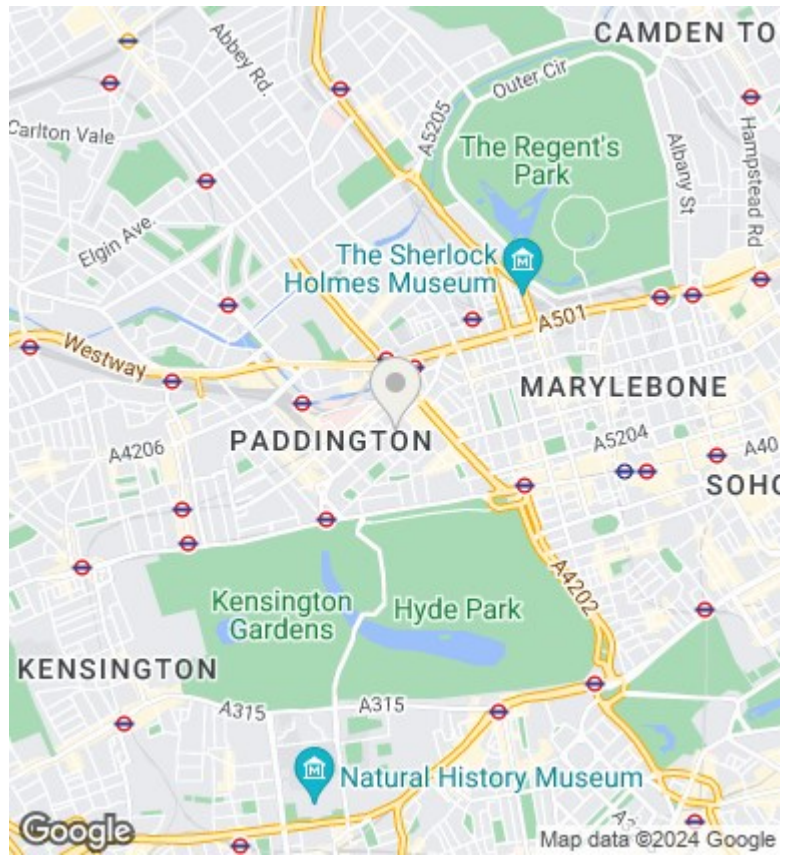 CAMDEN TO
Abbey Rd.
Outer Cir
Carlton Vale
A5205
The Regent's
Park
Albany St
Hampstead Rd
Elgin Ave.
The Sherlock
Holmes Museum
A501
Westway
MARYLEBONE
A4206
PADDINGTON
A5204
A40
SOHO
A4202
Kensington
Gardens
Hyde Park
KENSINGTON
A315
A315
Natural History Museum
Google
Map data ©2024 Google